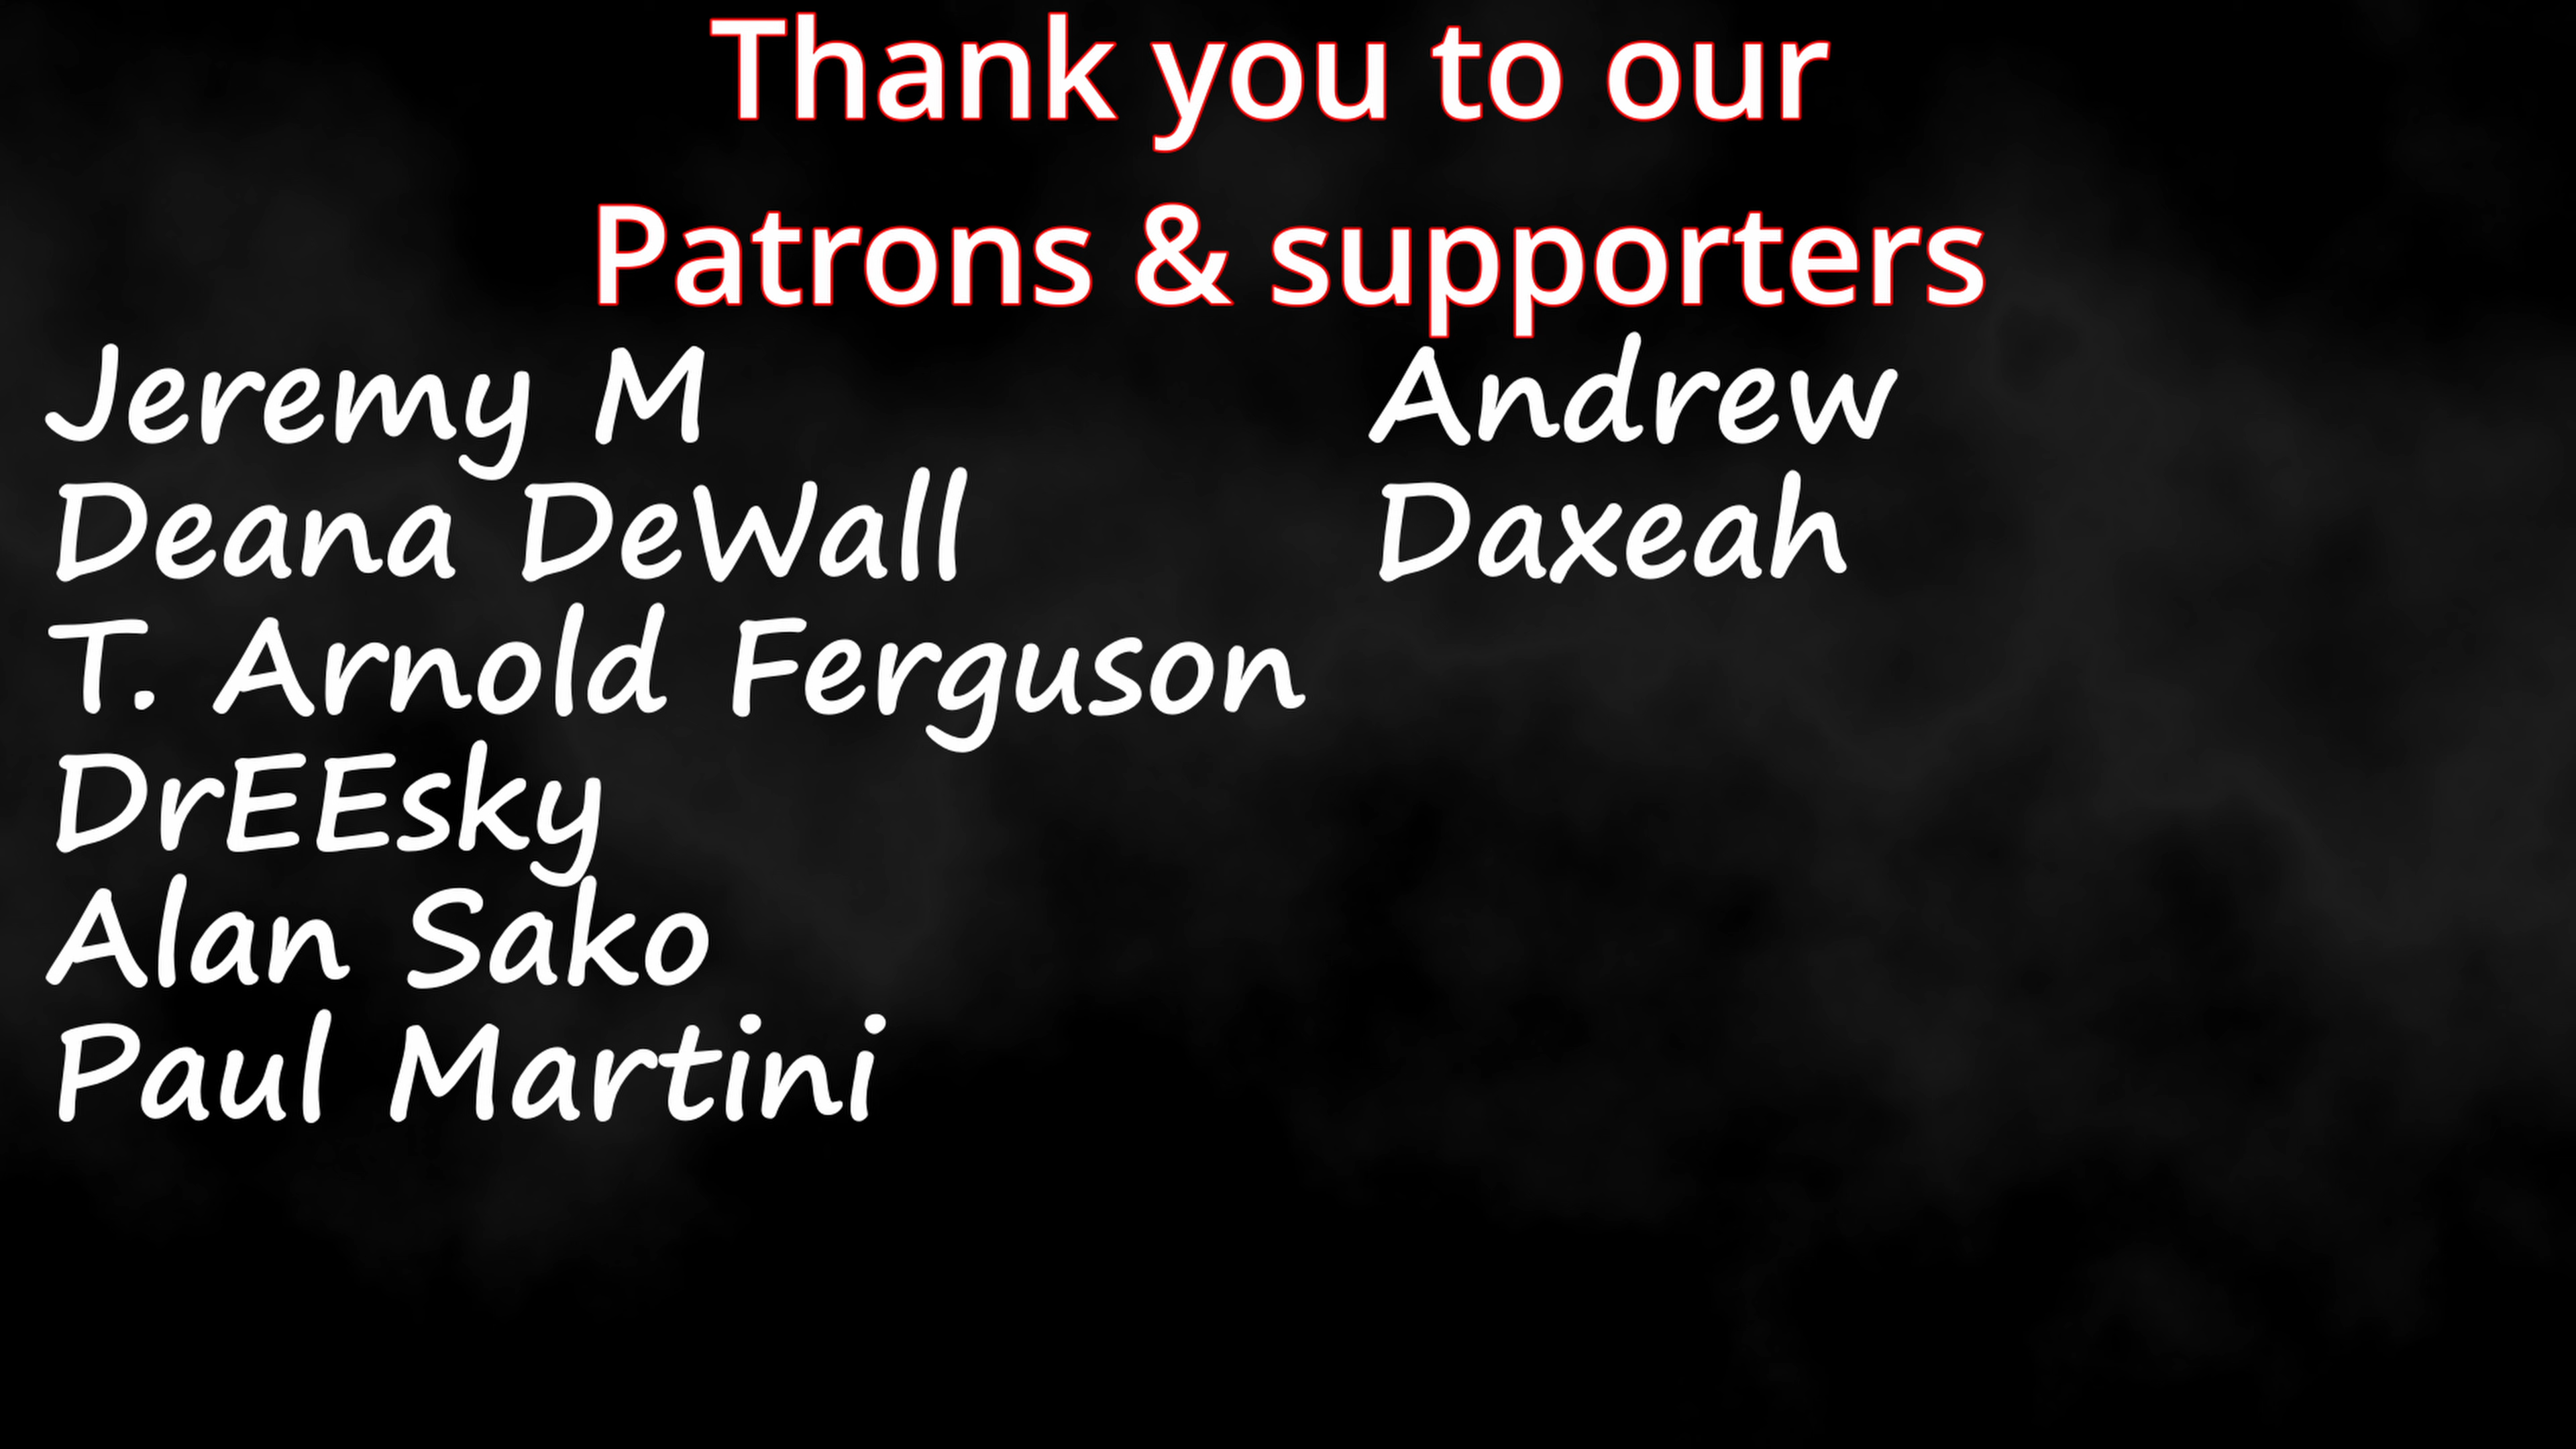 Thank you to our
Patrons & supporters
Jeremy M
Deana DeWall
T. Arnold Ferguson
DrEEsky
Alan Sako
Paul Martini
Andrew
Daxeah